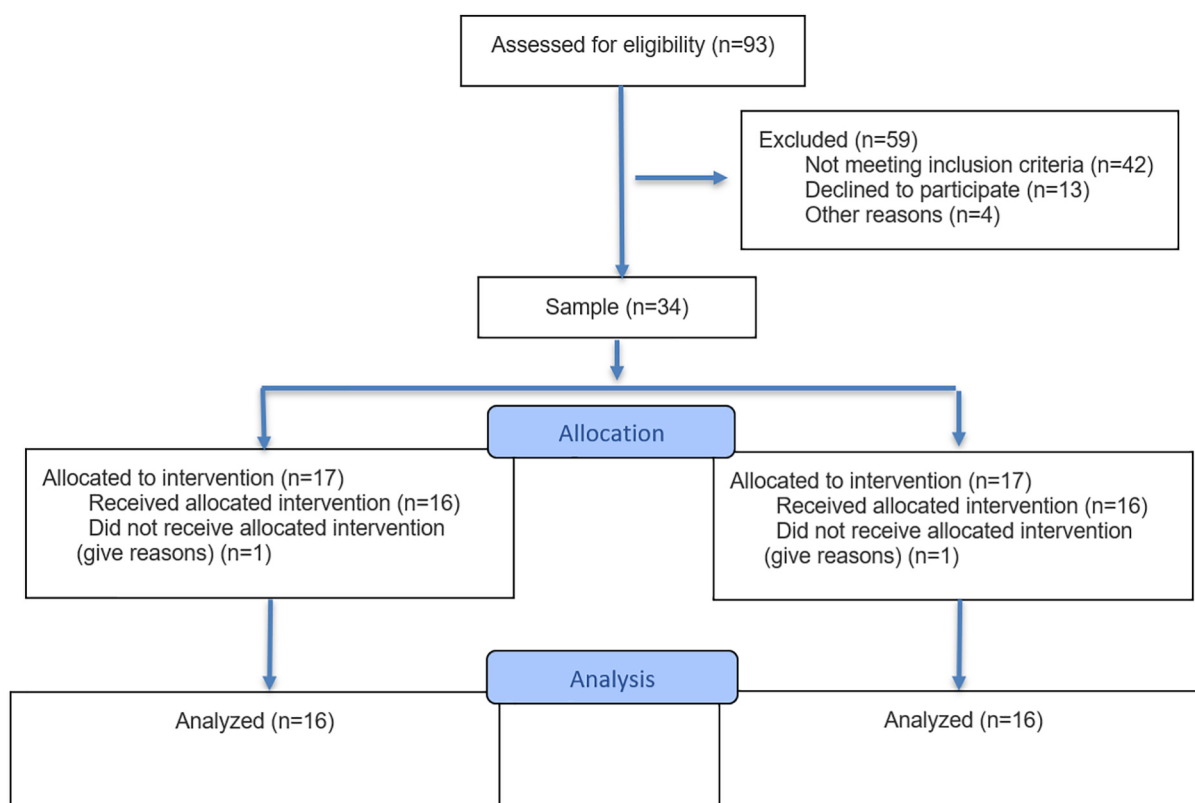 Assessed for eligibility (n=93)
Excluded (n=59)
Not meeting inclusion criteria (n=42)
Declined to participate (n=13)
Other reasons (n=4)
Sample (n=34)
Allocation
Allocated to intervention (n=17)
Received allocated intervention (n=16)
Did not receive allocated intervention
(give reasons) (n=1)
Allocated to intervention (n=17)
Received allocated intervention (n=16)
Did not receive allocated intervention
(give reasons) (n=1)
Analysis
Analyzed (n=16)
Analyzed (n=16)